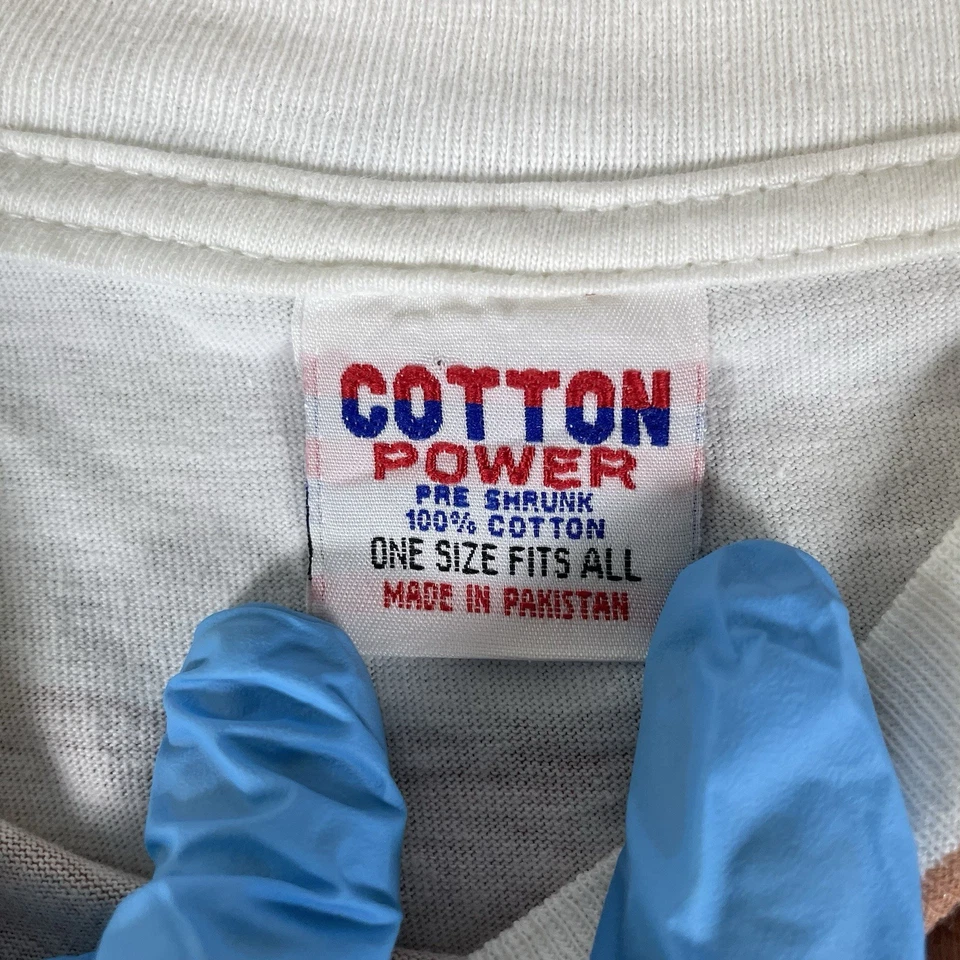 COTTON
POWER
PRE SHRUNK
100% COTTON
ONE SIZE FITS ALL
MADE IN PAKISTAN